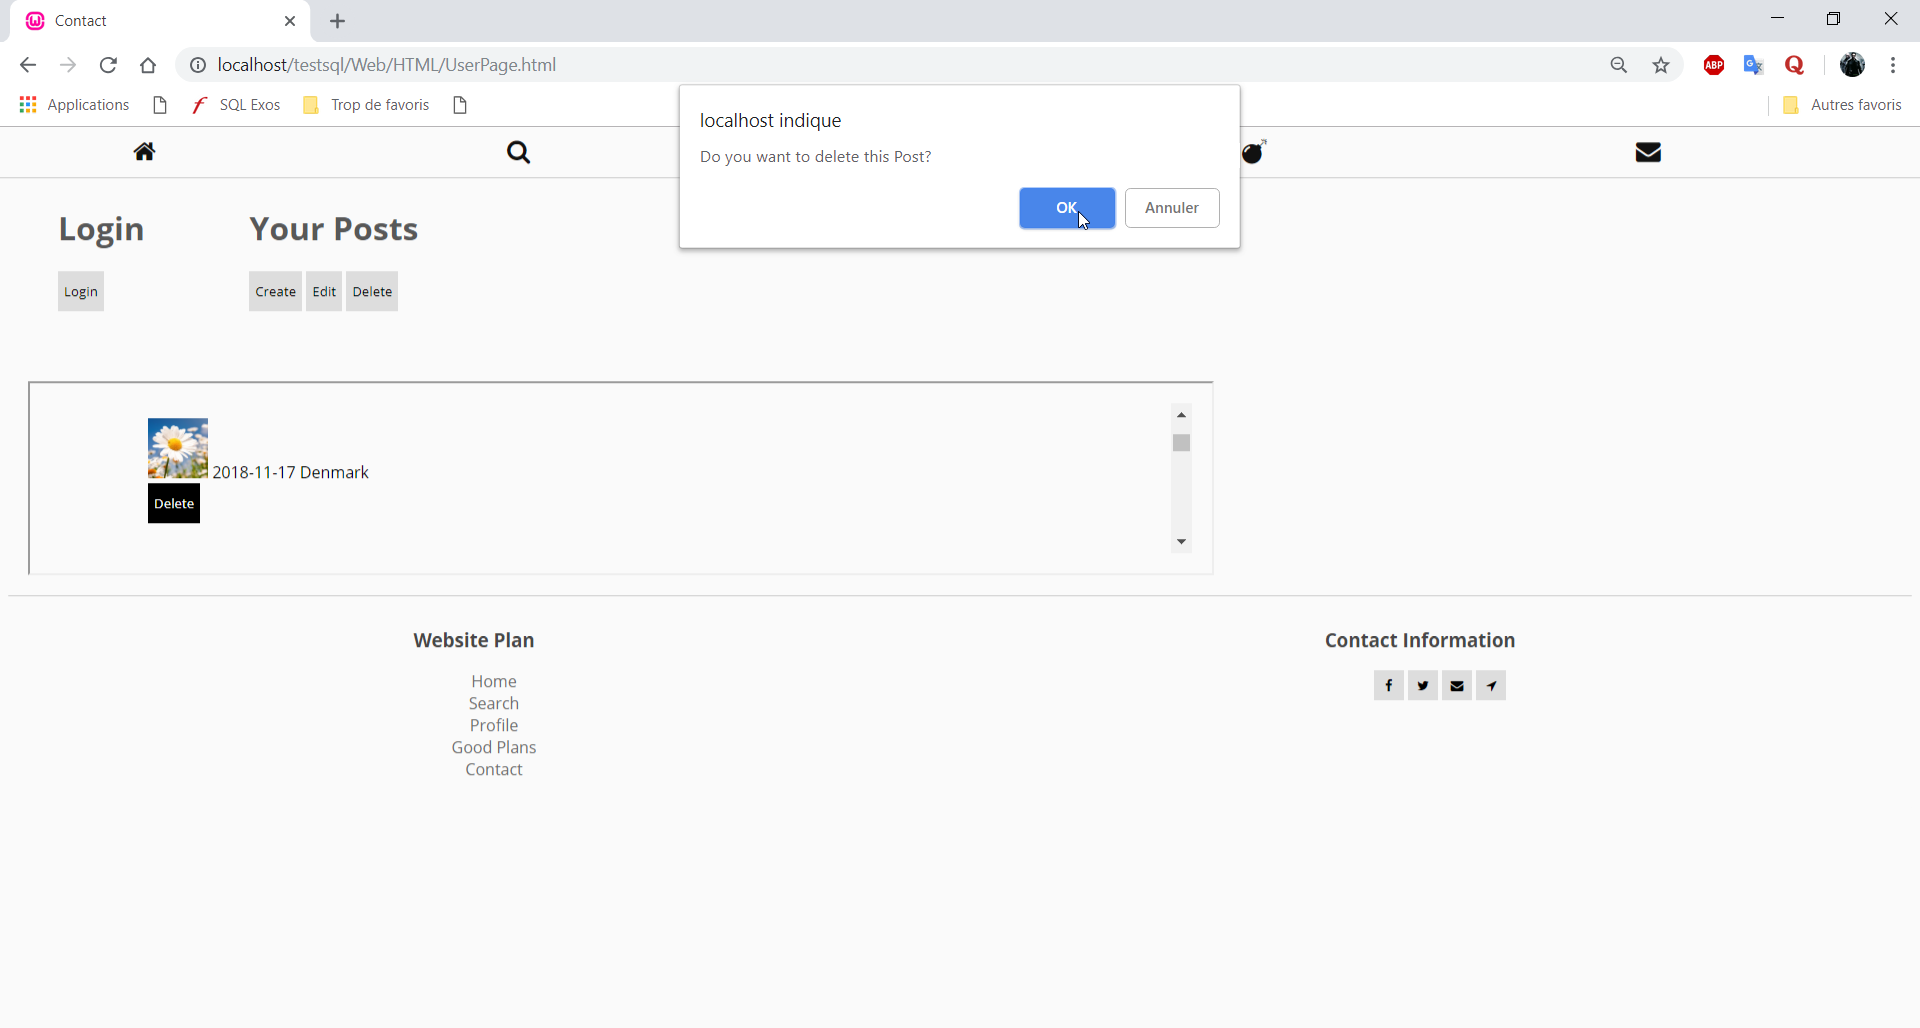 Contact
localhost/testsql/Web/HTML/UserPage.html
ABP
G
Q
Applications
SQL Exos
Trop de favoris
Autres favoris
localhost indique
Do you want to delete this Post?
OK
Annuler
Login
Your Posts
Login
Create
Edit
Delete
2018-11-17 Denmark
Delete
Website Plan
Contact Information
Home
Search
Profile
Good Plans
Contact